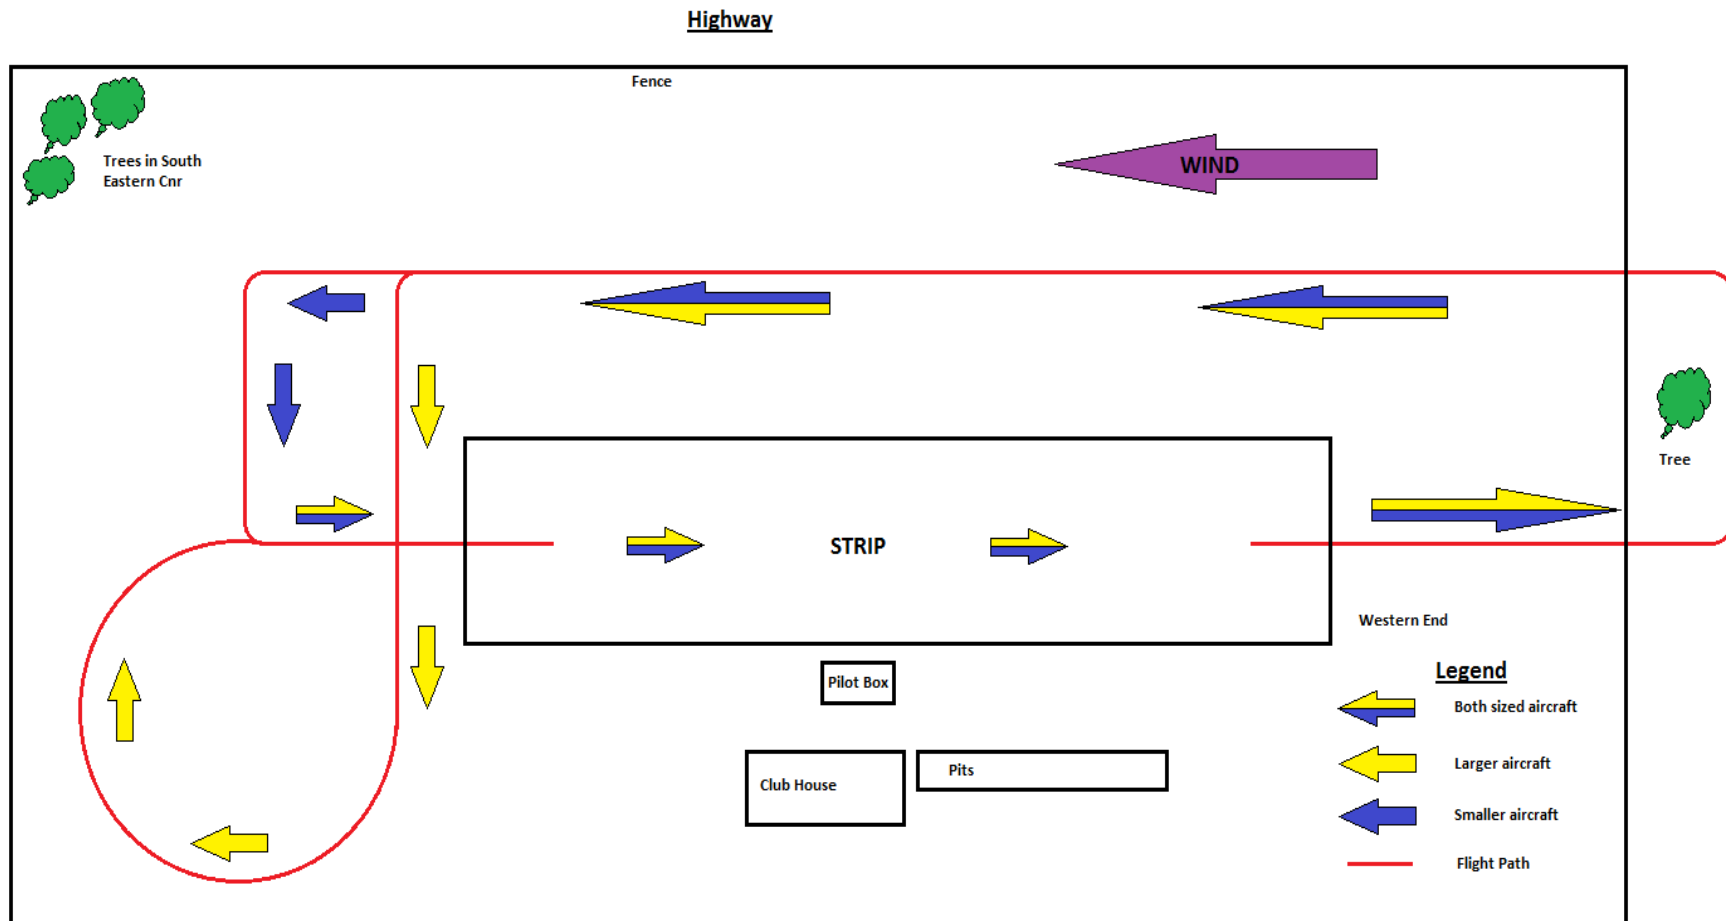 Highway
Fence
WIND
Trees in South
Eastern Cnr
Tree
STRIP
Western End
Pilot Box
Club House
Pits
Legend
Both sized aircraft
Larger aircraft
Smaller aircraft
Flight Path